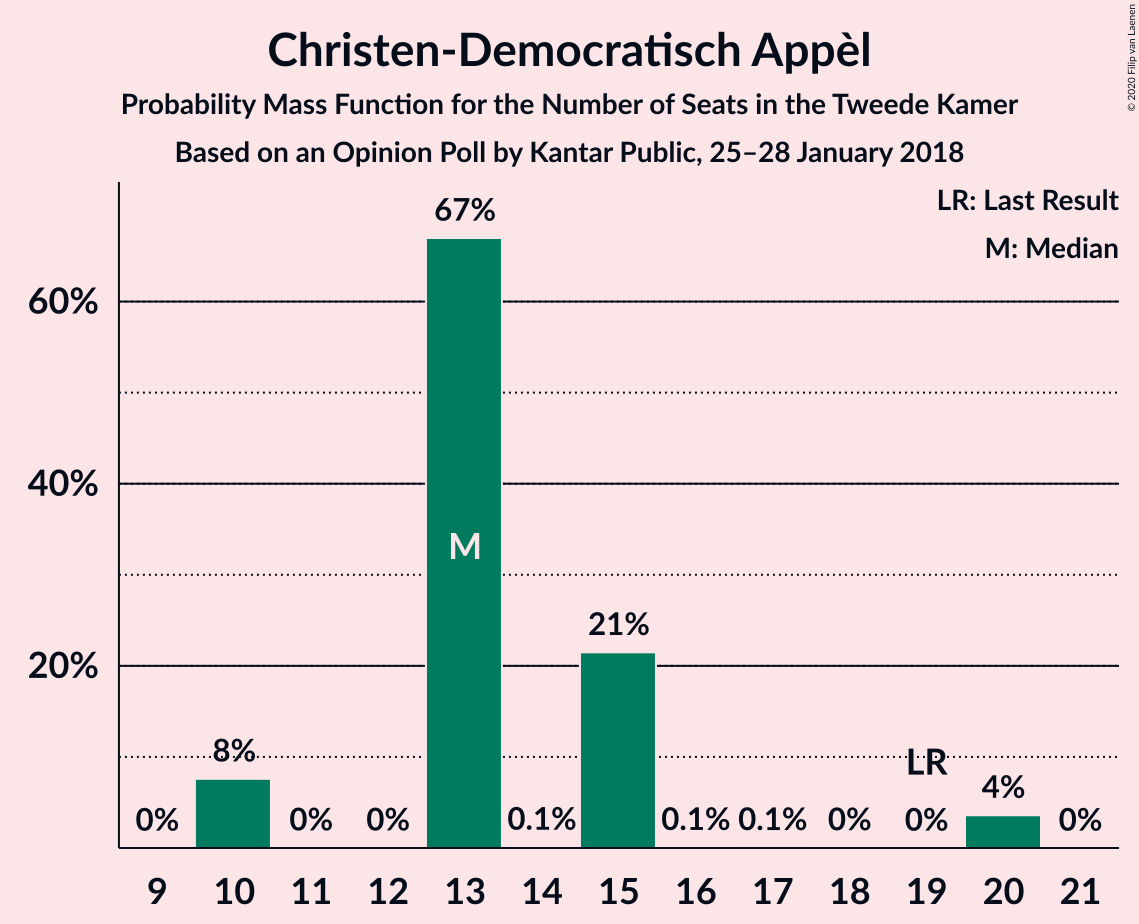 Christen-Democratisch Appèl
Probability Mass Function for the Number of Seats in the Tweede Kamer
Based on an Opinion Poll by Kantar Public, 25–28 January 2018
© 2020 Filip van Laenen
LR: Last Result
M: Median
67%
60%
40%
M
21%
20%
8%
LR
4%
0% 0% 0% 0.1% 0.1% 0.1% 0% 0% 0%
9 10 11 12 13 14 15 16 17 18 19 20 21